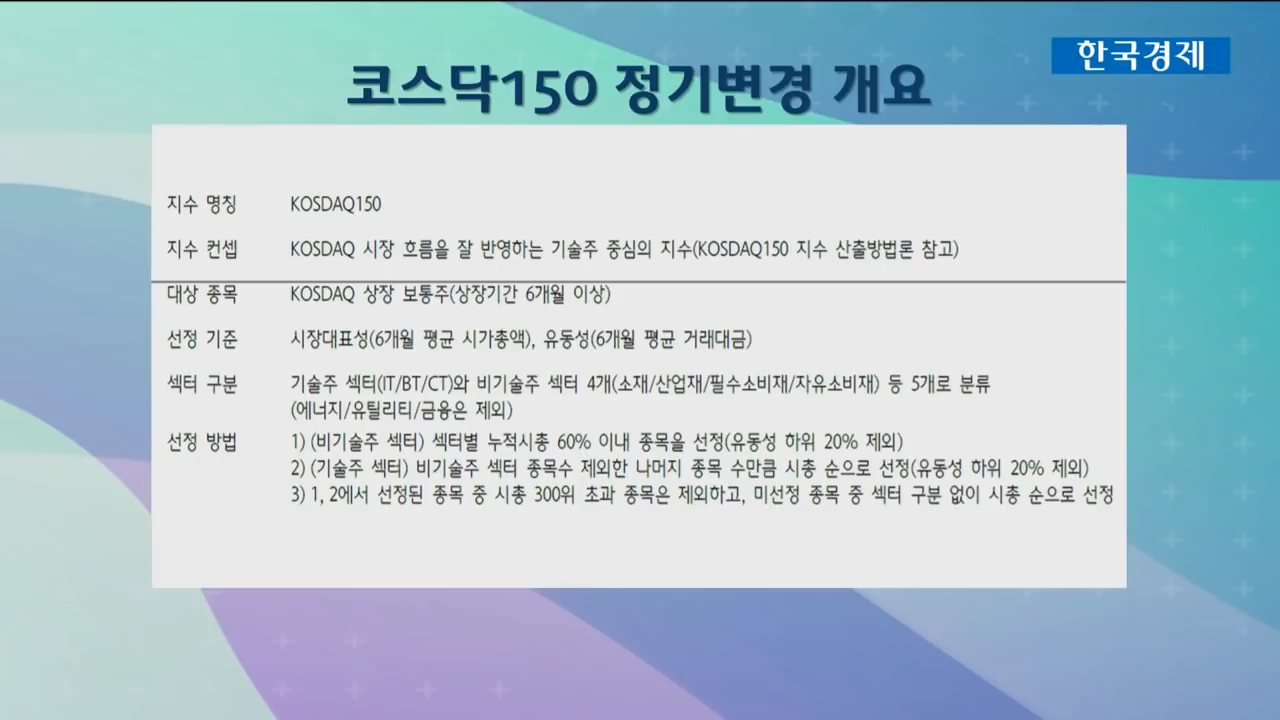 한국경제
코스닥150 정기변경 개요
지수 명칭 KOSDAQ150
지수 컨셉 KOSDAQ 시장 흐름을 잘 반영하는 기술주 중심의 지수(KOSDAQ150 지수 산출방법론 참고)
대상 종목 KOSDAQ 상장 보통주(상장기간 6개월 이상)
선정 기준 시장대표성(6개월 평균 시가총액), 유동성(6개월 평균 거래대금)
섹터 구분 기술주 섹터(IT/BT/CT)와 비기술주 섹터 4개(소재/산업재/필수소비재/자유소비재) 등 5개로 분류
(에너지/유틸리티/금융은 제외)
선정 방법 1) (비기술주 섹터) 섹터별 누적시총 60% 이내 종목을 선정(유동성 하위 20% 제외)
2) (기술주 섹터) 비기술주 섹터 종목수 제외한 나머지 종목 수만큼 시총 순으로 선정(유동성 하위 20% 제외)
3) 1, 2에서 선정된 종목 중 시총 300위 초과 종목은 제외하고, 미선정 종목 중 섹터 구분 없이 시총 순으로 선정